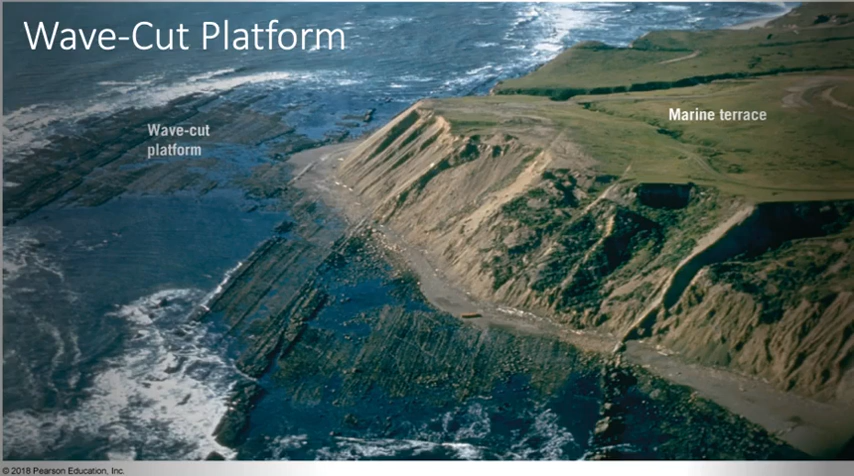 Wave-Cut Platform
Wave-cut
platform
Marine terrace
© 2018 Pearson Education, Inc.